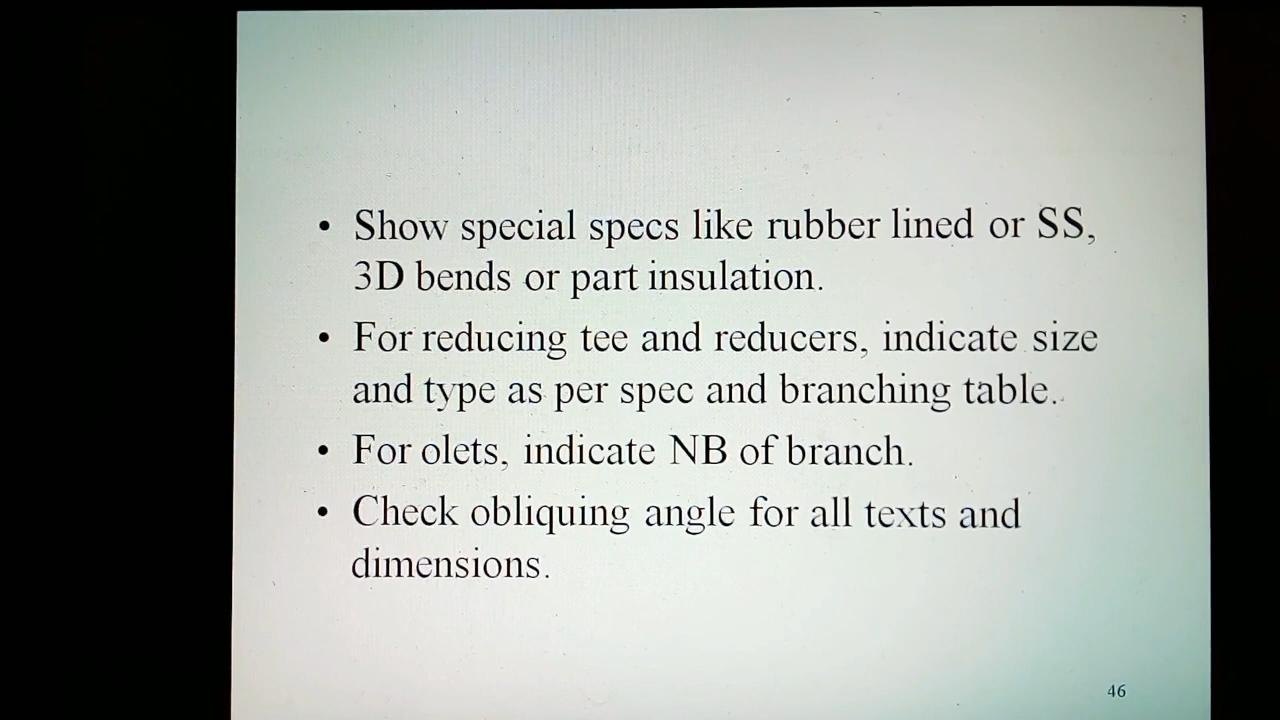 • Show special specs like rubber lined or SS,
3D bends or part insulation.
• For reducing tee and reducers, indicate size
and type as per spec and branching table.
• For olets, indicate NB of branch.
• Check obliquing angle for all texts and
dimensions.
46